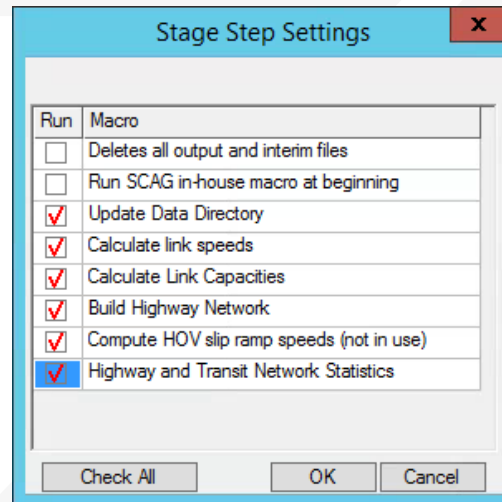 Stage Step Settings
x
Run Macro
Deletes all output and interim files
Run SCAG in-house macro at beginning
Update Data Directory
Calculate link speeds
Calculate Link Capacities
Build Highway Network
Compute HOV slip ramp speeds (not in use)
Highway and Transit Network Statistics
Check All OK Cancel